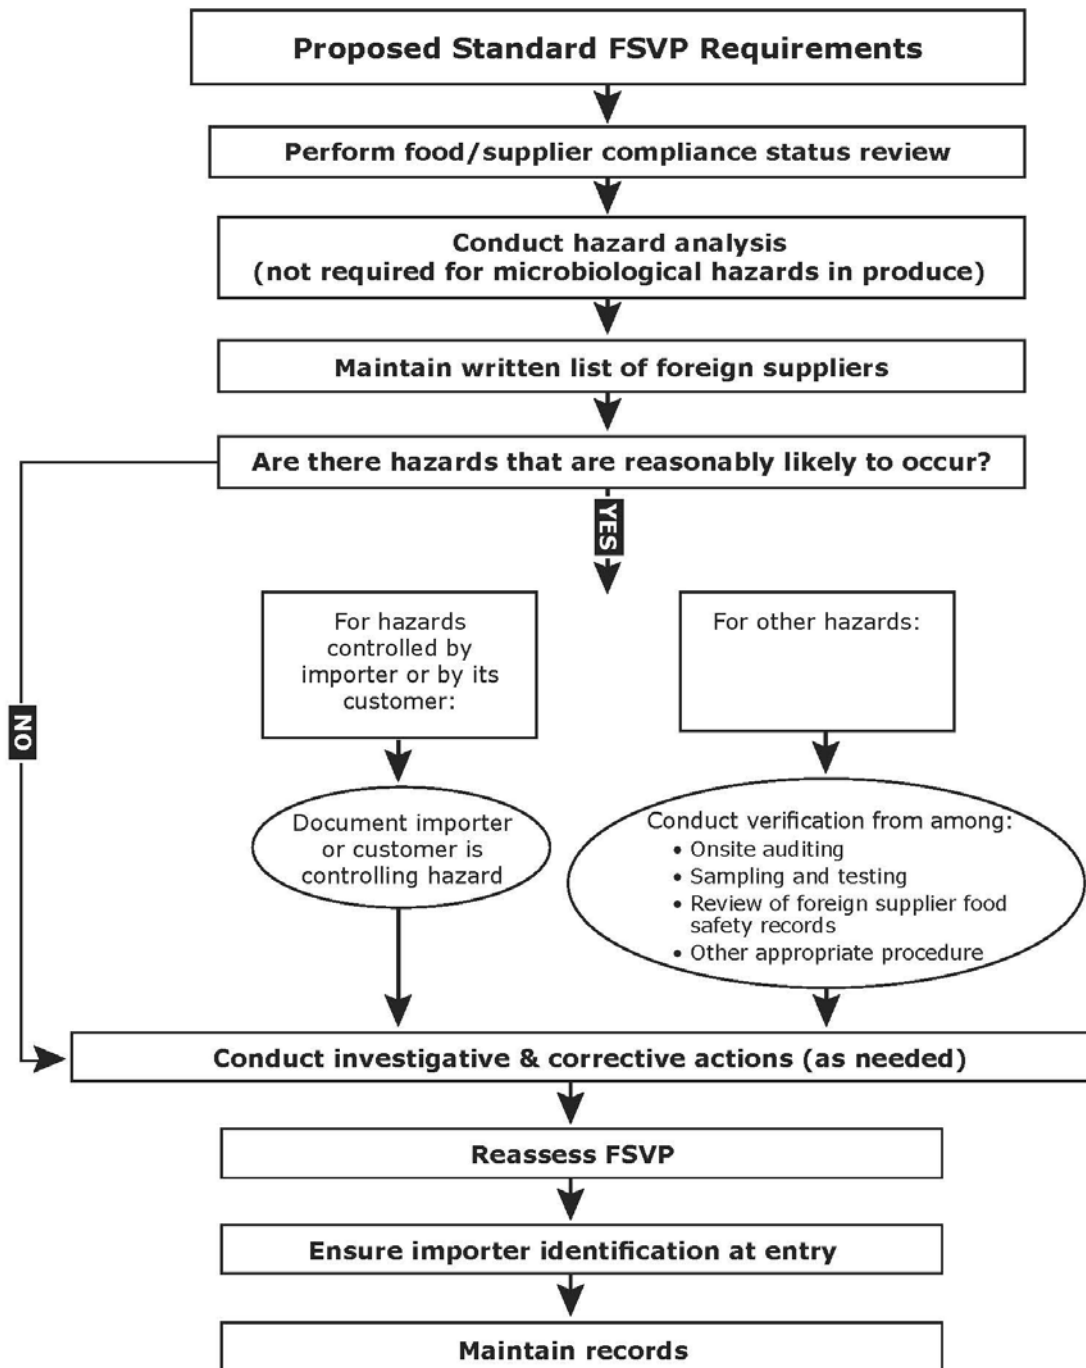 Proposed Standard FSVP Requirements
Perform food/supplier compliance status review
Conduct hazard analysis
(not required for microbiological hazards in produce)
Maintain written list of foreign suppliers
Are there hazards that are reasonably likely to occur?
YES
For hazards
controlled by
importer or by its
customer:
For other hazards:
NO
Document importer
or customer is
controlling hazard
Conduct verification from among:
• Onsite auditing
• Sampling and testing
• Review of foreign supplier food
safety records
• Other appropriate procedure
Conduct investigative & corrective actions (as needed)
Reassess FSVP
Ensure importer identification at entry
Maintain records